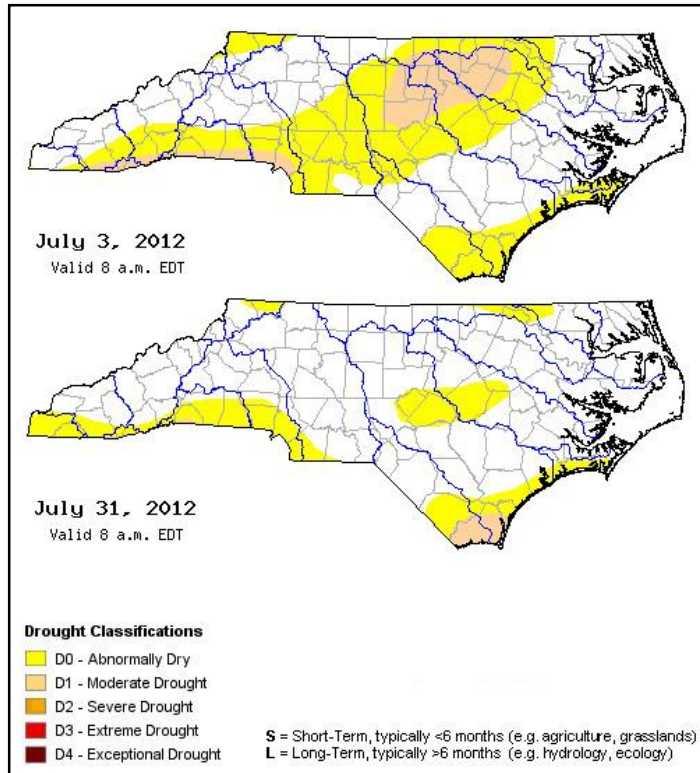 July 3, 2012
Valid 8 a.m. EDT
July 31, 2012
Valid 8 a.m. EDT
Drought Classifications
D0 - Abnormally Dry
D1 - Moderate Drought
D2 - Severe Drought
D3 - Extreme Drought
D4 - Exceptional Drought
S = Short-Term, typically <6 months (e.g. agriculture, grasslands)
L = Long-Term, typically >6 months (e.g. hydrology, ecology)